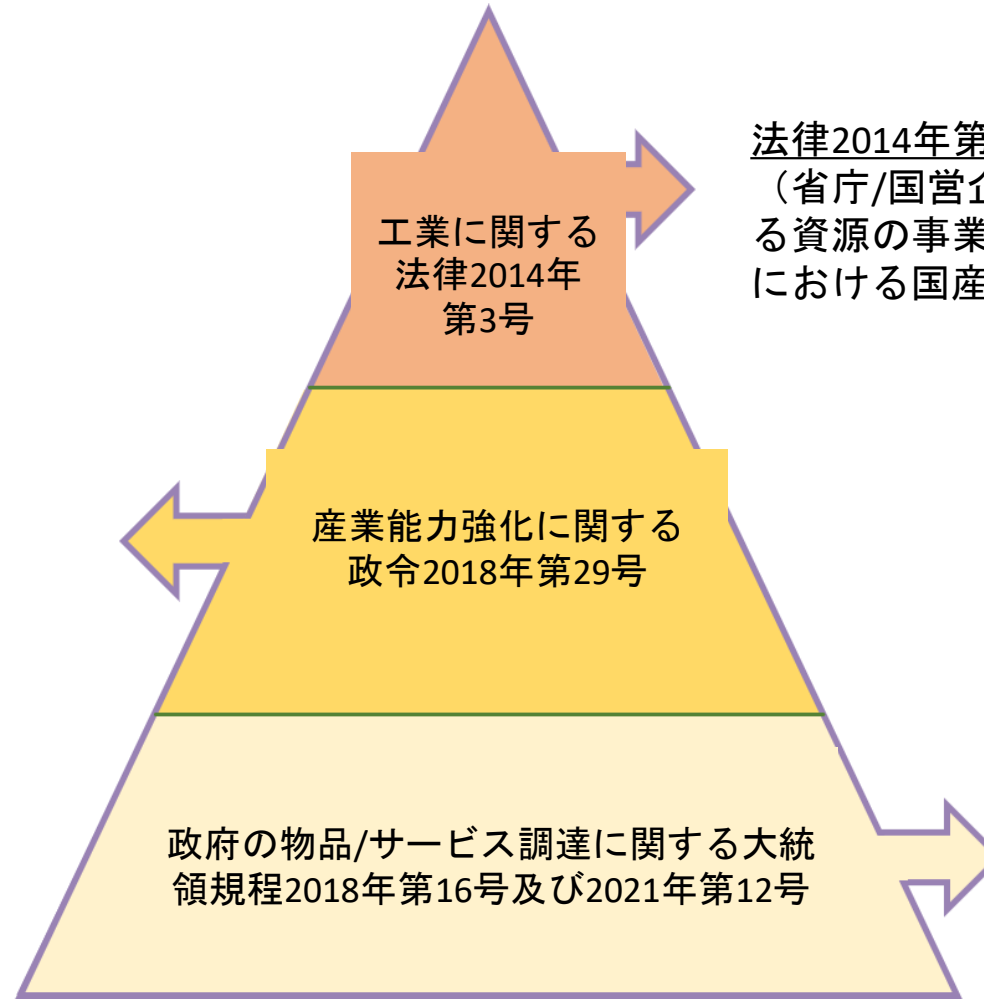 工業に関する
法律2014年
第3号
法律2014年第
（省庁/国営企
る資源の事業
における国産
産業能力強化に関する
政令2018年第29号
政府の物品/サービス調達に関する大統
領規程2018年第16号及び2021年第12号